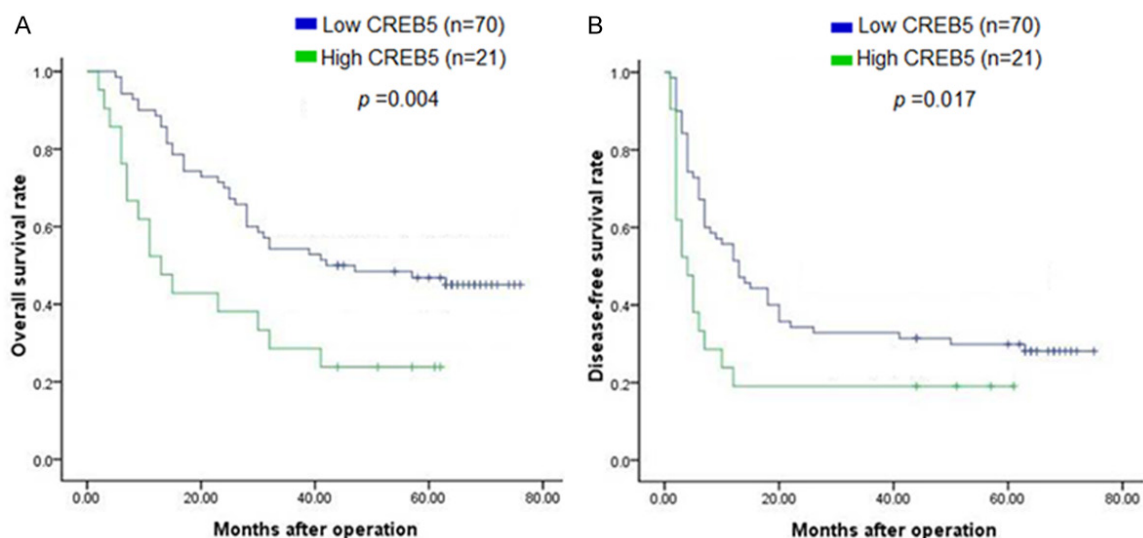 A
Low CREB5 (n=70)
High CREB5 (n=21)
p =0.004
Overall survival rate
1.0
0.8
0.6
0.4
0.2
0.0
0.00
20.00
40.00
60.00
80.00
Months after operation
B
Low CREB5 (n=70)
High CREB5 (n=21)
p =0.017
Disease-free survival rate
1.0
0.8
0.6
0.4
0.2
0.0
0.00
20.00
40.00
60.00
80.00
Months after operation